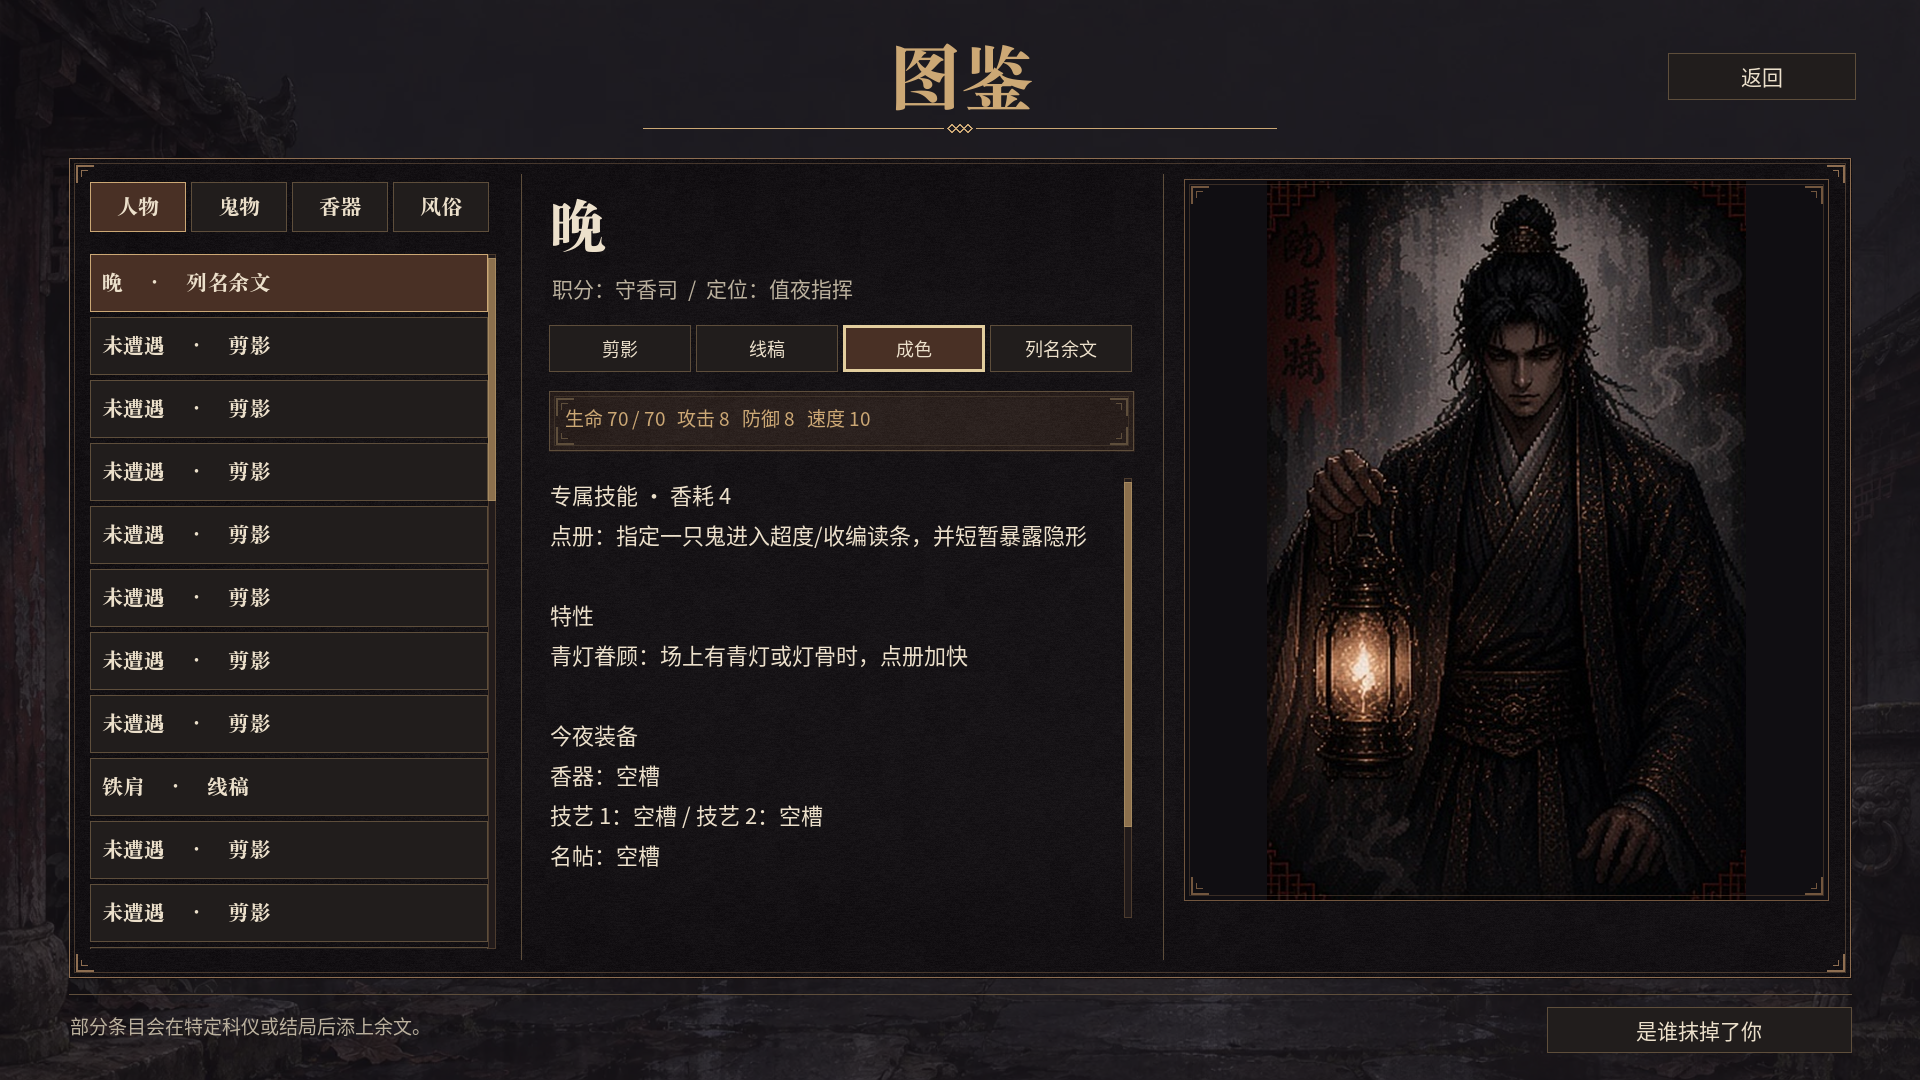 图鉴
返回
人物 鬼物 香器 风俗
晚 · 列名余文
未遭遇 · 剪影
未遭遇 · 剪影
未遭遇 · 剪影
未遭遇 · 剪影
未遭遇 · 剪影
未遭遇 · 剪影
未遭遇 · 剪影
铁肩 · 线稿
未遭遇 · 剪影
未遭遇 · 剪影
晚
职分：守香司 / 定位：值夜指挥
剪影 线稿 成色 列名余文
生命 70 / 70 攻击 8 防御 8 速度 10
专属技能 · 香耗 4
点册：指定一只鬼进入超度/收编读条，并短暂暴露隐形
特性
青灯眷顾：场上有青灯或灯骨时，点册加快
今夜装备
香器：空槽
技艺 1：空槽 / 技艺 2：空槽
名帖：空槽
部分条目会在特定科仪或结局后添上余文。
是谁抹掉了你